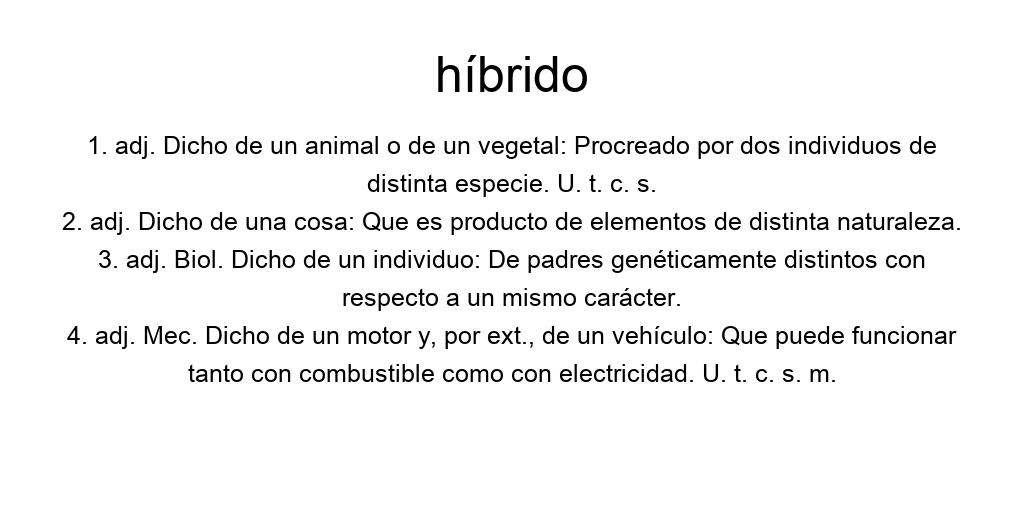 híbrido
1. adj. Dicho de un animal o de un vegetal: Procreado por dos individuos de
distinta especie. U. t. c. s.
2. adj. Dicho de una cosa: Que es producto de elementos de distinta naturaleza.
3. adj. Biol. Dicho de un individuo: De padres genéticamente distintos con
respecto a un mismo carácter.
4. adj. Mec. Dicho de un motor y, por ext., de un vehículo: Que puede funcionar
tanto con combustible como con electricidad. U. t. c. s. m.